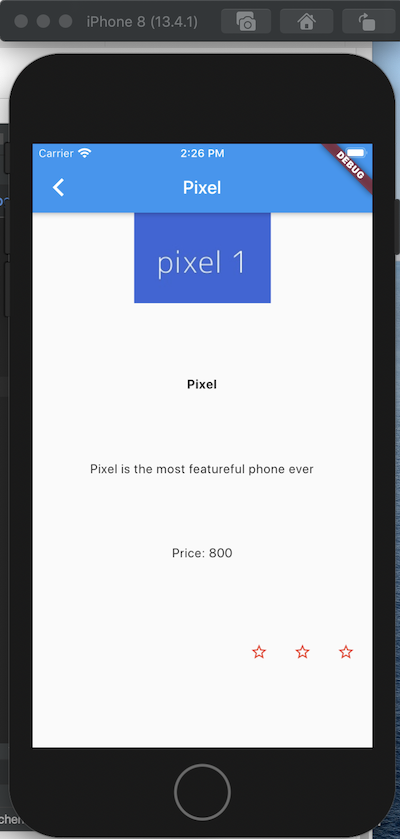 iPhone 8 (13.4.1)
Carrier
2:26 PM
DEBUG
Pixel
pixel 1
Pixel
Pixel is the most featureful phone ever
Price: 800